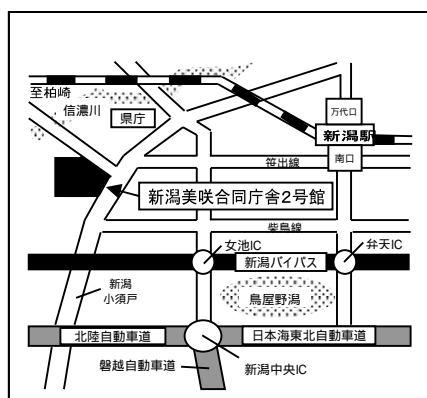 至柏崎
信濃川
県庁
万代口
新潟駅
南口
笹出線
新潟美咲合同庁舎2号館
柴鳥線
女池IC
弁天IC
新潟バイパス
新潟
小須戸
鳥屋野潟
北陸自動車道
日本海東北自動車道
磐越自動車道
新潟中央IC